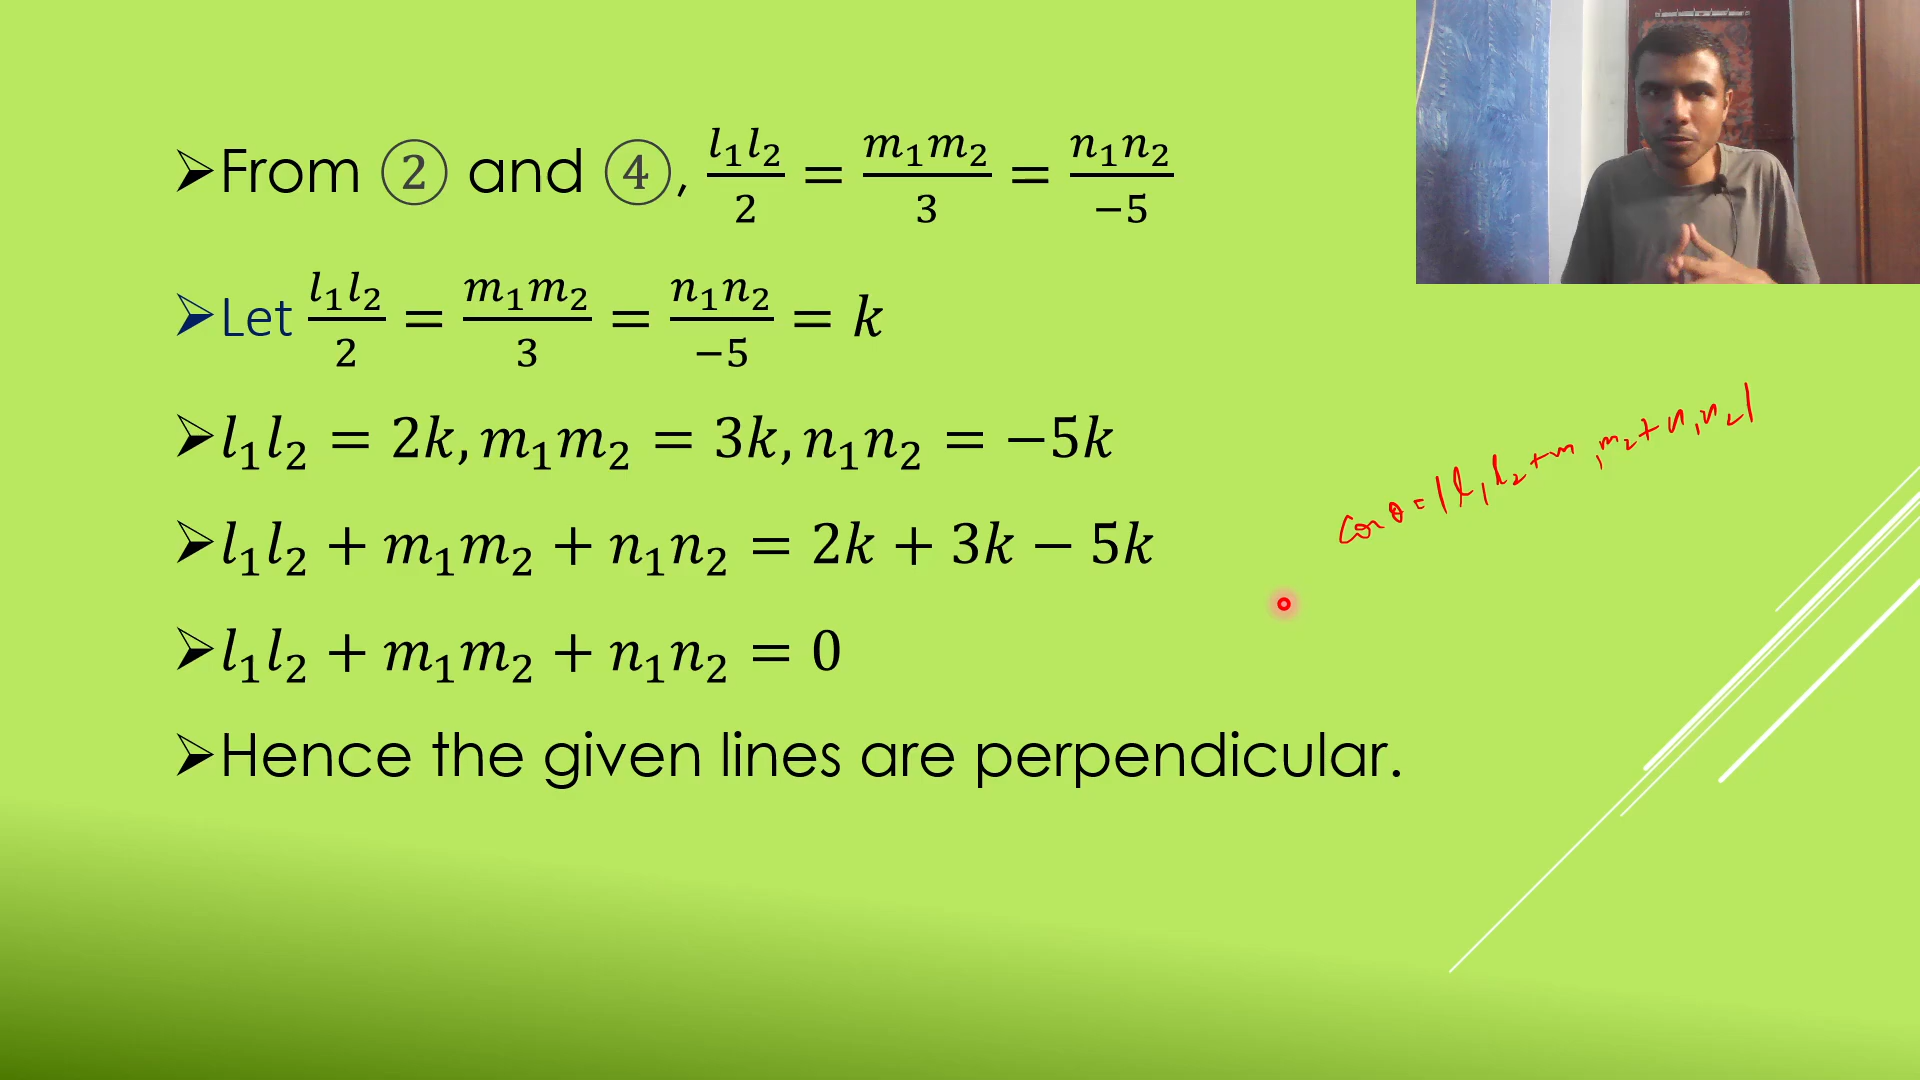 ➢From ② and ④, l₁l₂/2 = m₁m₂/3 = n₁n₂/−5
➢Let l₁l₂/2 = m₁m₂/3 = n₁n₂/−5 = k
➢l₁l₂ = 2k, m₁m₂ = 3k, n₁n₂ = −5k
➢l₁l₂ + m₁m₂ + n₁n₂ = 2k + 3k − 5k
➢l₁l₂ + m₁m₂ + n₁n₂ = 0
➢Hence the given lines are perpendicular.
cos θ = |l₁l₂+m₁m₂+n₁n₂|